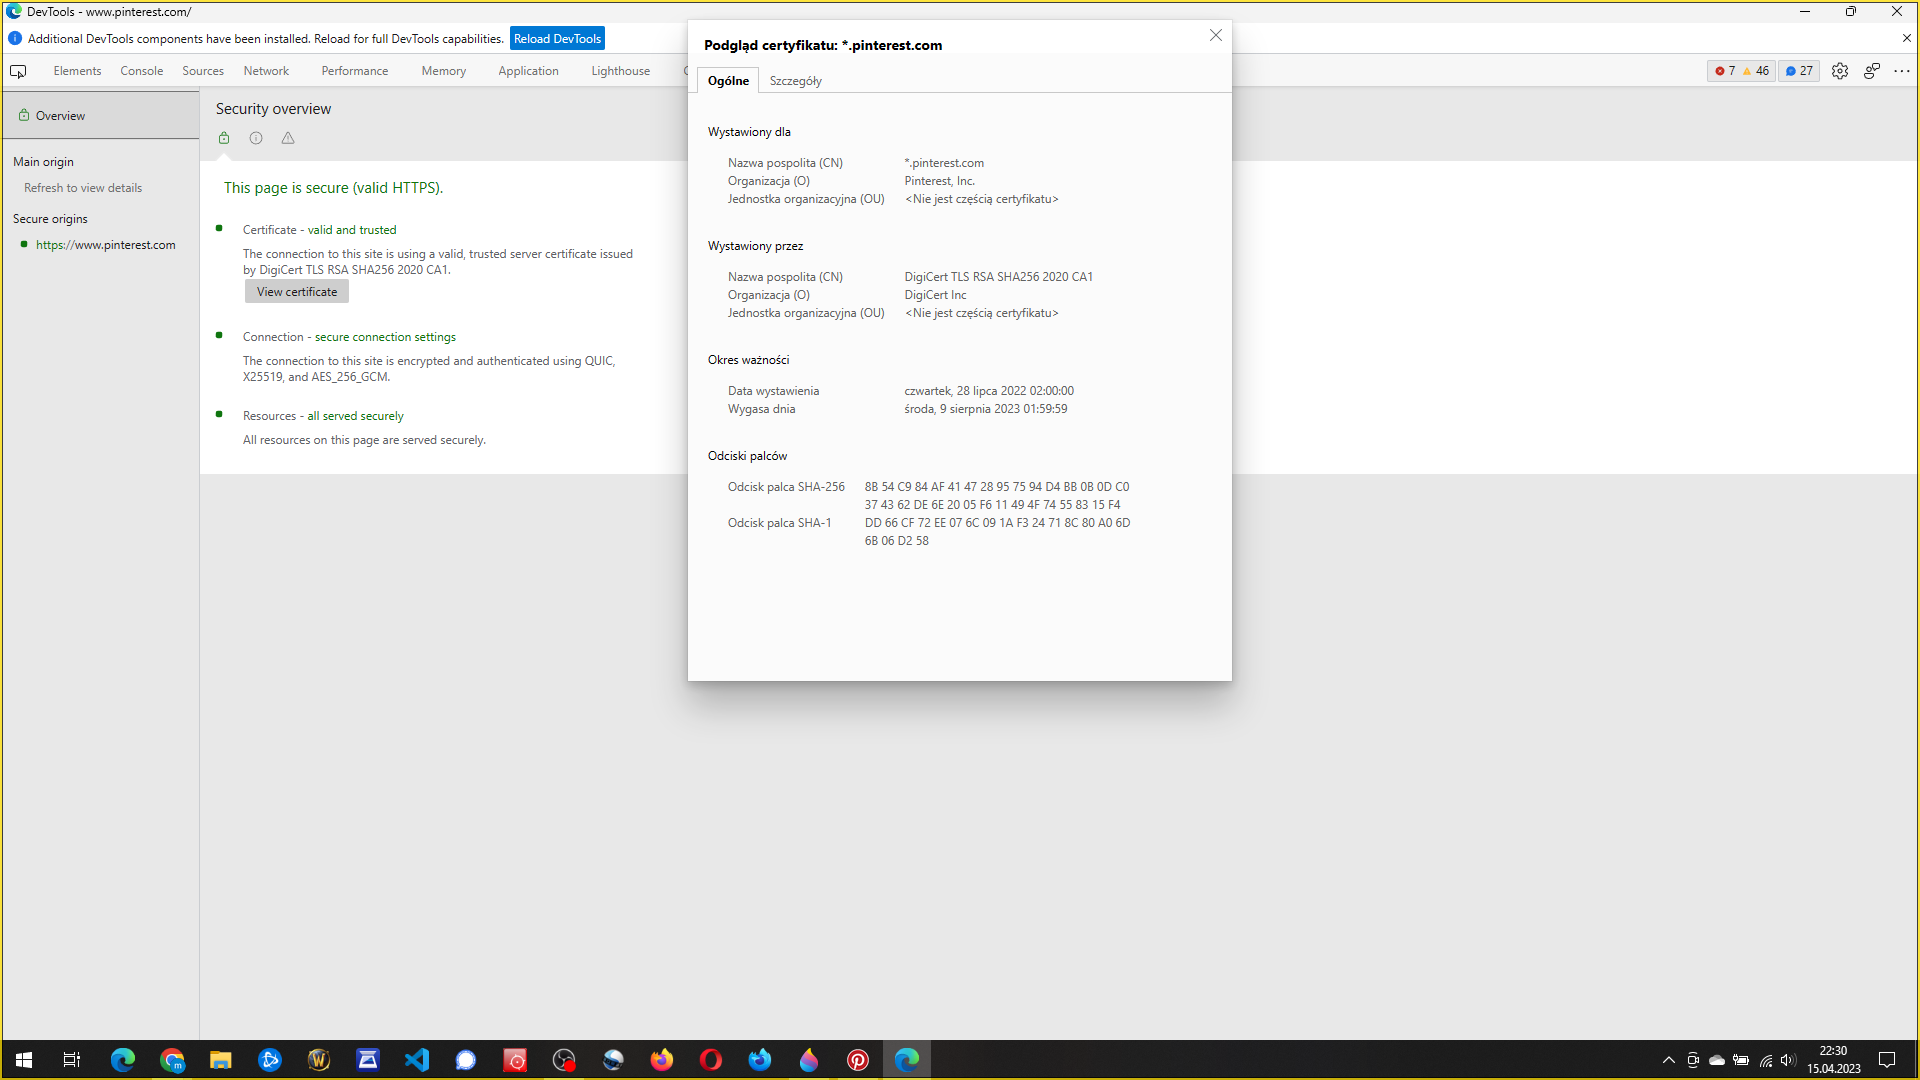 DevTools - www.pinterest.com/
Additional DevTools components have been installed. Reload for full DevTools capabilities. Reload DevTools
Elements Console Sources Network Performance Memory Application Lighthouse
7 46 27
Overview
Main origin
Refresh to view details
Secure origins
https://www.pinterest.com
Security overview
This page is secure (valid HTTPS).
Certificate - valid and trusted
The connection to this site is using a valid, trusted server certificate issued
by DigiCert TLS RSA SHA256 2020 CA1.
View certificate
Connection - secure connection settings
The connection to this site is encrypted and authenticated using QUIC,
X25519, and AES_256_GCM.
Resources - all served securely
All resources on this page are served securely.
Podgląd certyfikatu: *.pinterest.com
Ogólne Szczegóły
Wystawiony dla
Nazwa pospolita (CN) *.pinterest.com
Organizacja (O) Pinterest, Inc.
Jednostka organizacyjna (OU) <Nie jest częścią certyfikatu>
Wystawiony przez
Nazwa pospolita (CN) DigiCert TLS RSA SHA256 2020 CA1
Organizacja (O) DigiCert Inc
Jednostka organizacyjna (OU) <Nie jest częścią certyfikatu>
Okres ważności
Data wystawienia czwartek, 28 lipca 2022 02:00:00
Wygasa dnia środa, 9 sierpnia 2023 01:59:59
Odciski palców
Odcisk palca SHA-256 8B 54 C9 84 AF 41 47 28 95 75 94 D4 BB 0B 0D C0
37 43 62 DE 6E 20 05 F6 11 49 4F 74 55 83 15 F4
Odcisk palca SHA-1 DD 66 CF 72 EE 07 6C 09 1A F3 24 71 8C 80 A0 6D
6B 06 D2 58
22:30
15.04.2023